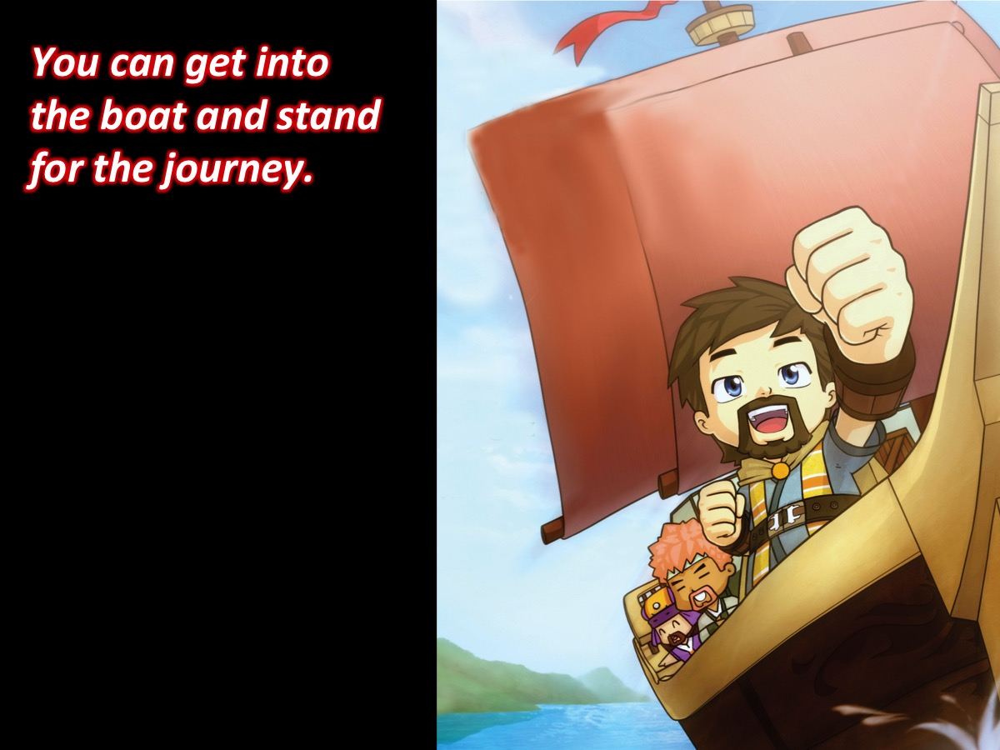 You can get into
the boat and stand
for the journey.